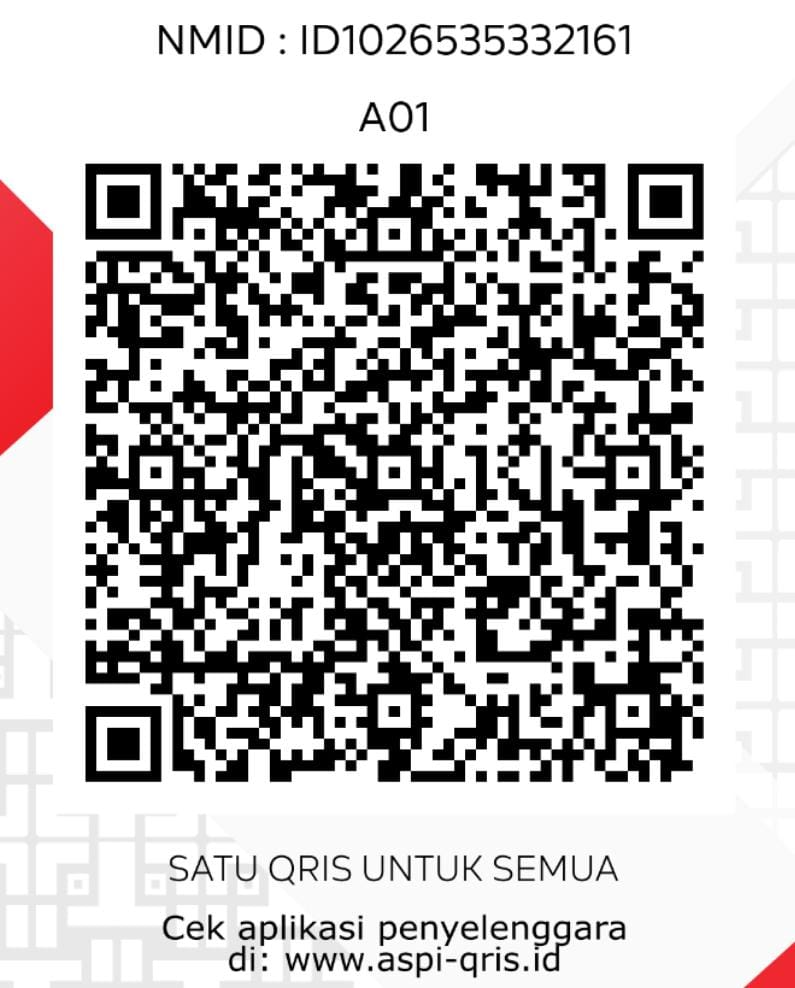 NMID : ID1026535332161
A01
SATU QRIS UNTUK SEMUA
Cek aplikasi penyelenggara
di: www.aspi-qris.id